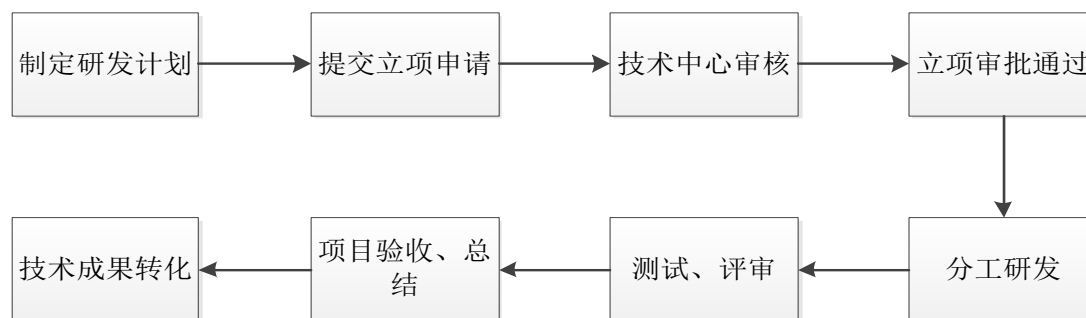 制定研发计划
提交立项申请
技术中心审核
立项审批通过
分工研发
测试、评审
项目验收、总
结
技术成果转化